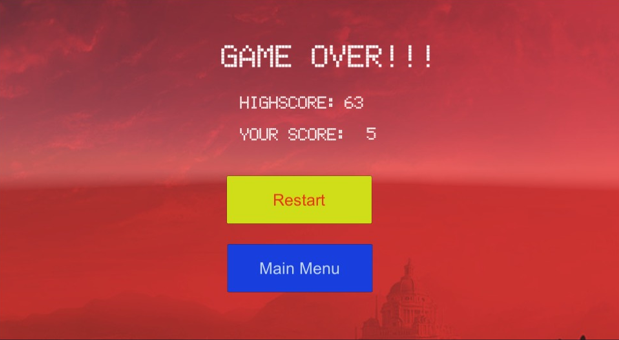 GAME OVER!!!
HIGHSCORE: 63
YOUR SCORE: 5
Restart
Main Menu